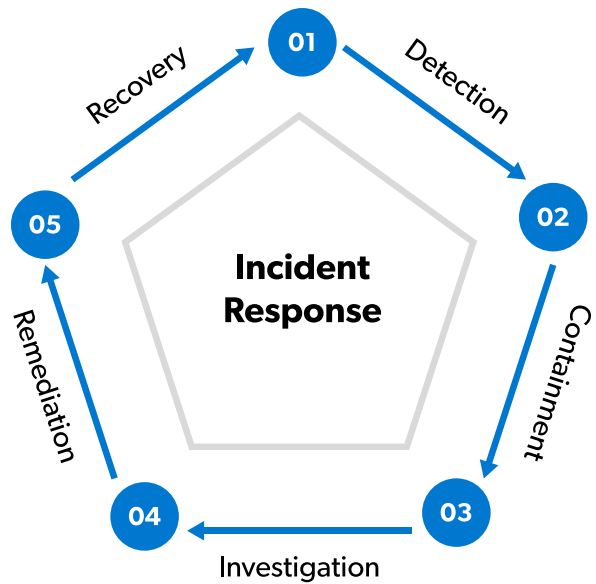 01
Detection
02
Containment
03
Investigation
04
Remediation
05
Recovery
Incident
Response